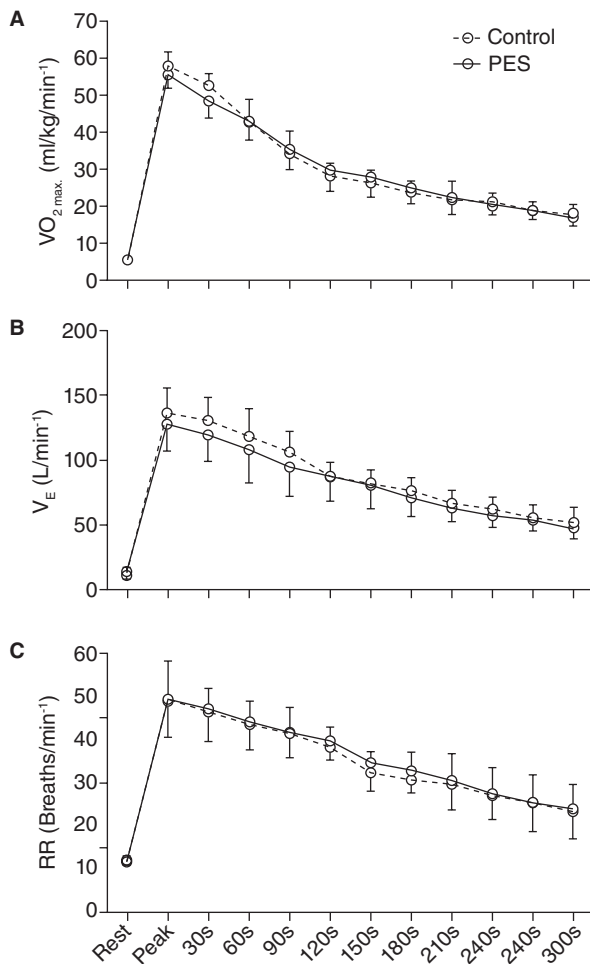 A
70
60
50
40
30
20
10
0
VO2 max. (ml/kg/min-1)
Control
PES
B
200
150
100
50
0
VE (L/min-1)
C
60
50
40
30
20
10
0
RR (Breaths/min-1)
Rest
Peak
30s
60s
90s
120s
150s
180s
210s
240s
240s
300s